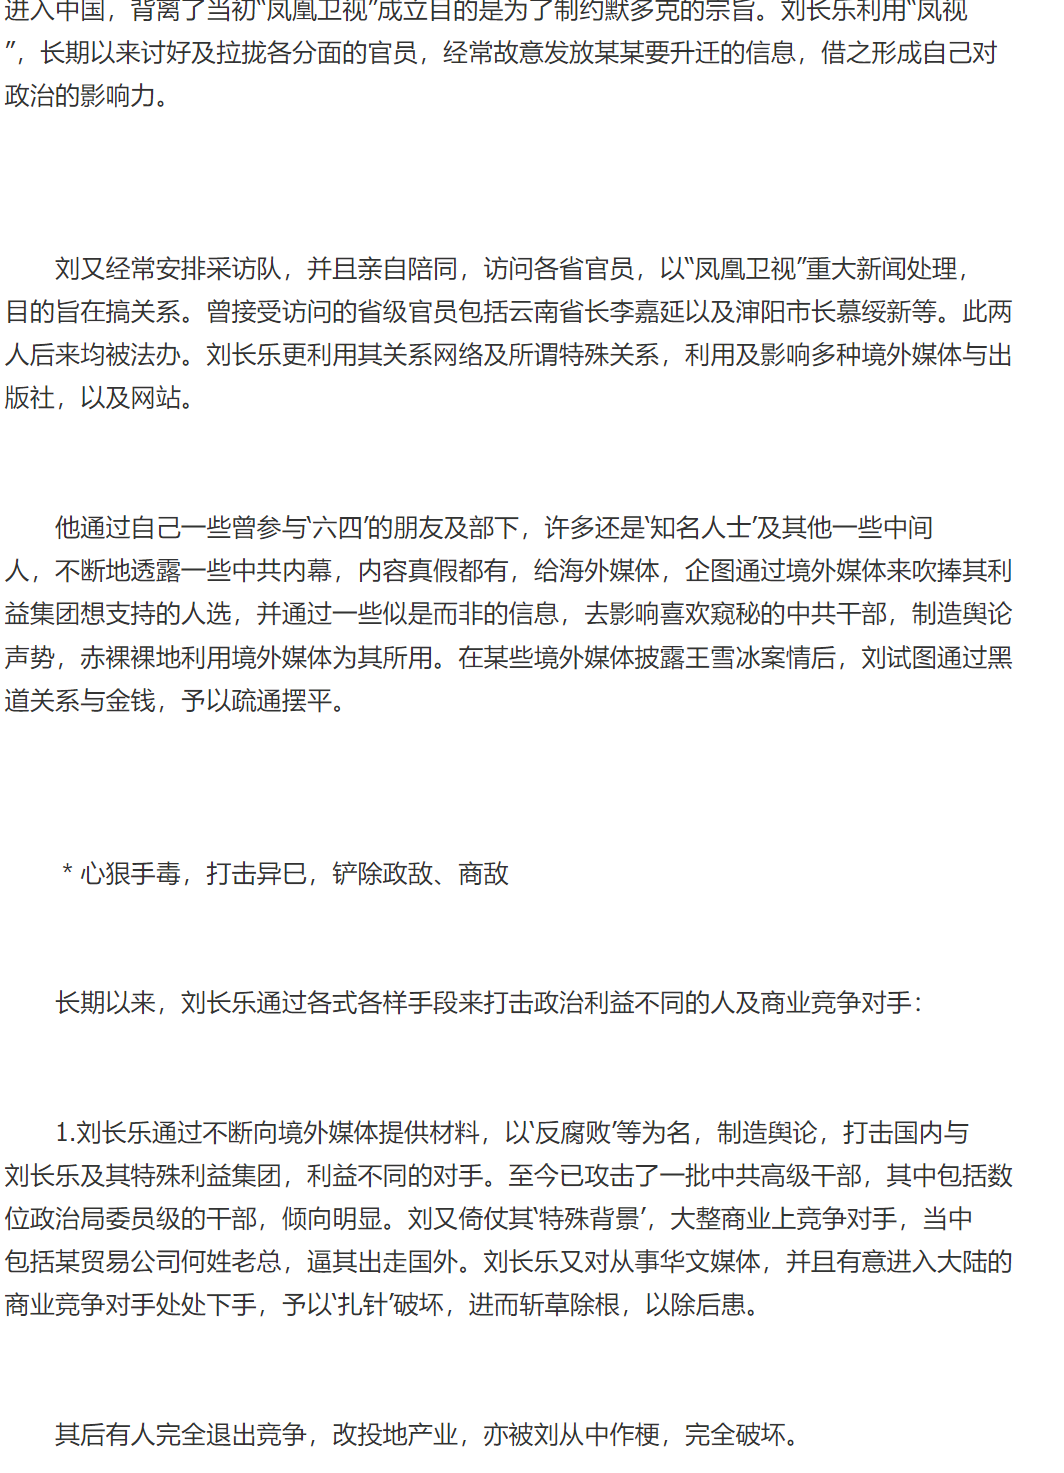 进入中国，背离了当初“凤凰卫视”成立目的是为了制约默多克的宗旨。刘长乐利用“凤视
”，长期以来讨好及拉拢各分面的官员，经常故意发放某某要升迁的信息，借之形成自己对
政治的影响力。
刘又经常安排采访队，并且亲自陪同，访问各省官员，以“凤凰卫视”重大新闻处理，
目的旨在搞关系。曾接受访问的省级官员包括云南省长李嘉延以及渖阳市长慕绥新等。此两
人后来均被法办。刘长乐更利用其关系网络及所谓特殊关系，利用及影响多种境外媒体与出
版社，以及网站。
他通过自己一些曾参与‘六四’的朋友及部下，许多还是‘知名人士’及其他一些中间
人，不断地透露一些中共内幕，内容真假都有，给海外媒体，企图通过境外媒体来吹捧其利
益集团想支持的人选，并通过一些似是而非的信息，去影响喜欢窥秘的中共干部，制造舆论
声势，赤裸裸地利用境外媒体为其所用。在某些境外媒体披露王雪冰案情后，刘试图通过黑
道关系与金钱，予以疏通摆平。
* 心狠手毒，打击异巳，铲除政敌、商敌
长期以来，刘长乐通过各式各样手段来打击政治利益不同的人及商业竞争对手：
1.刘长乐通过不断向境外媒体提供材料，以‘反腐败’等为名，制造舆论，打击国内与
刘长乐及其特殊利益集团，利益不同的对手。至今已攻击了一批中共高级干部，其中包括数
位政治局委员级的干部，倾向明显。刘又倚仗其‘特殊背景’，大整商业上竞争对手，当中
包括某贸易公司何姓老总，逼其出走国外。刘长乐又对从事华文媒体，并且有意进入大陆的
商业竞争对手处处下手，予以‘扎针’破坏，进而斩草除根，以除后患。
其后有人完全退出竞争，改投地产业，亦被刘从中作梗，完全破坏。